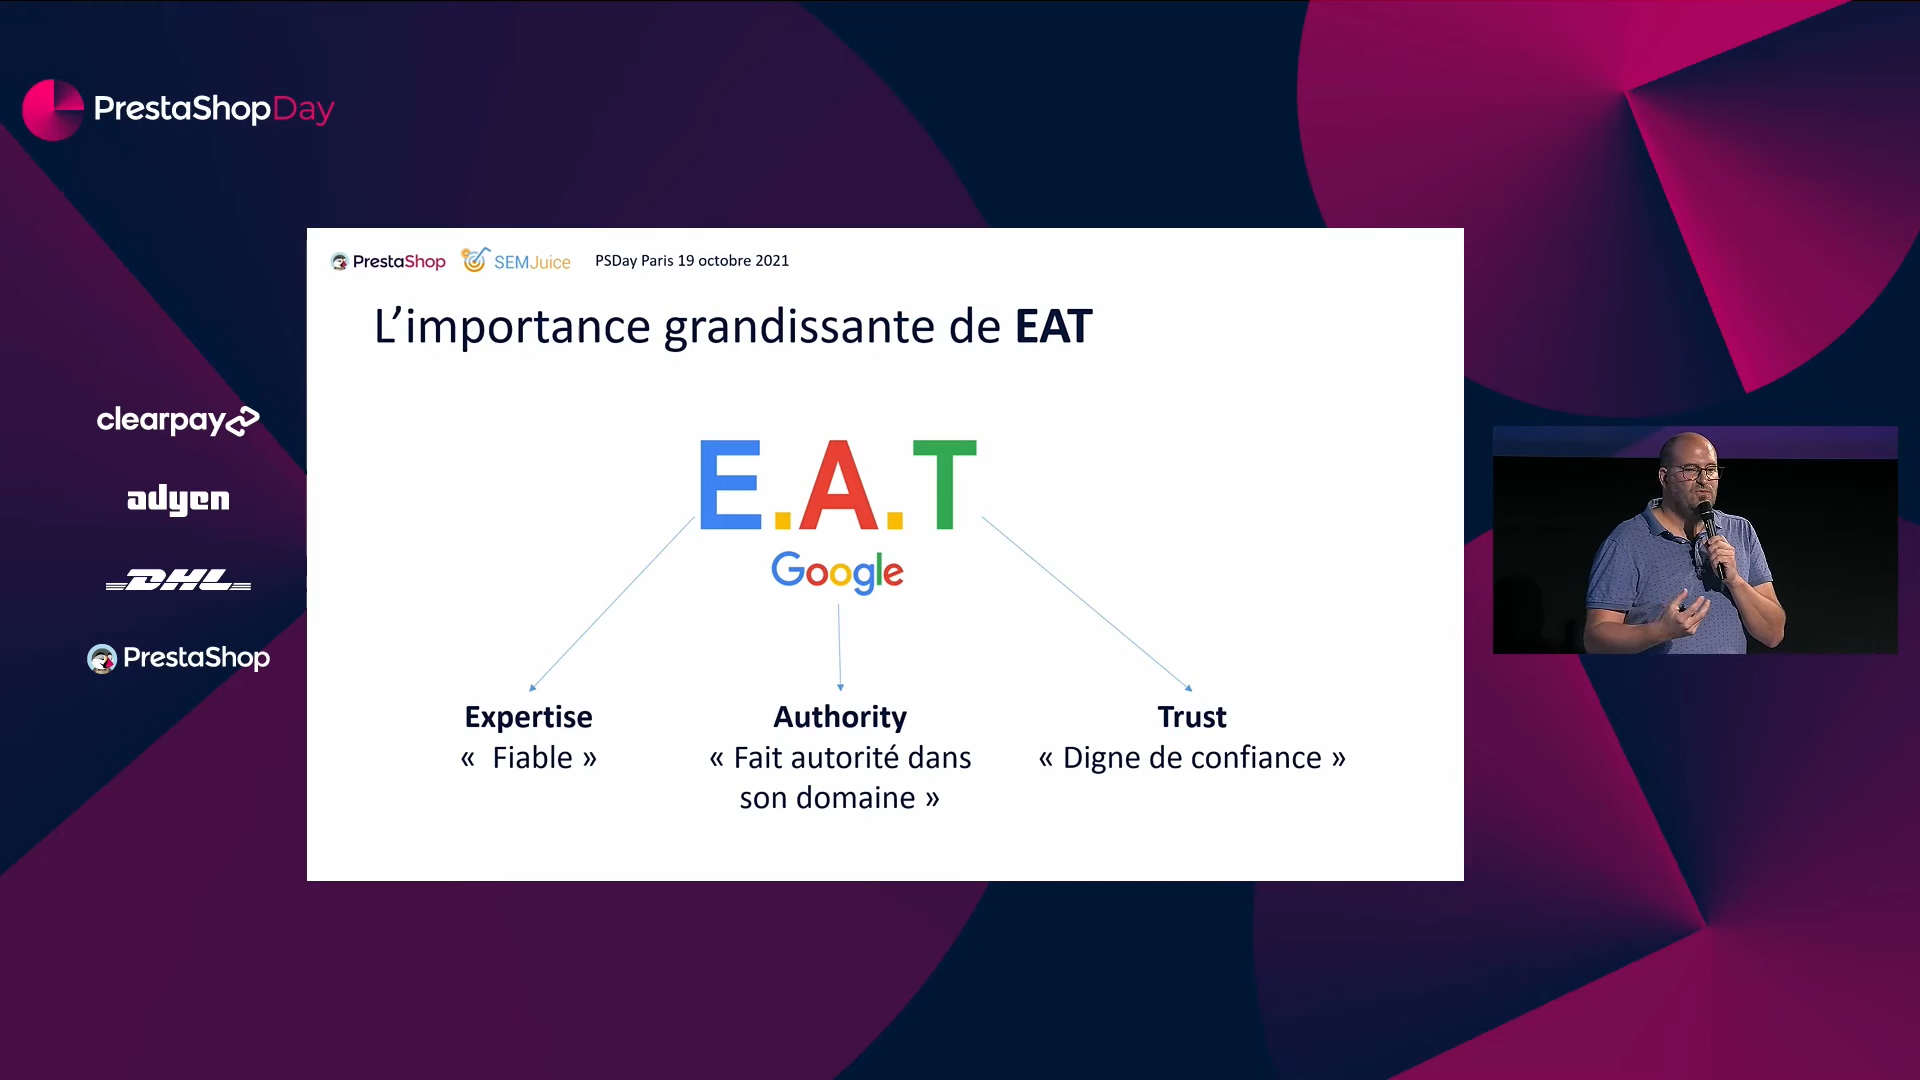 PrestaShopDay
PrestaShop SEMJuice PSDay Paris 19 octobre 2021
L’importance grandissante de EAT
clearpay
adyen
DHL
PrestaShop
E.A.T
Google
Expertise
« Fiable »
Authority
« Fait autorité dans
son domaine »
Trust
« Digne de confiance »